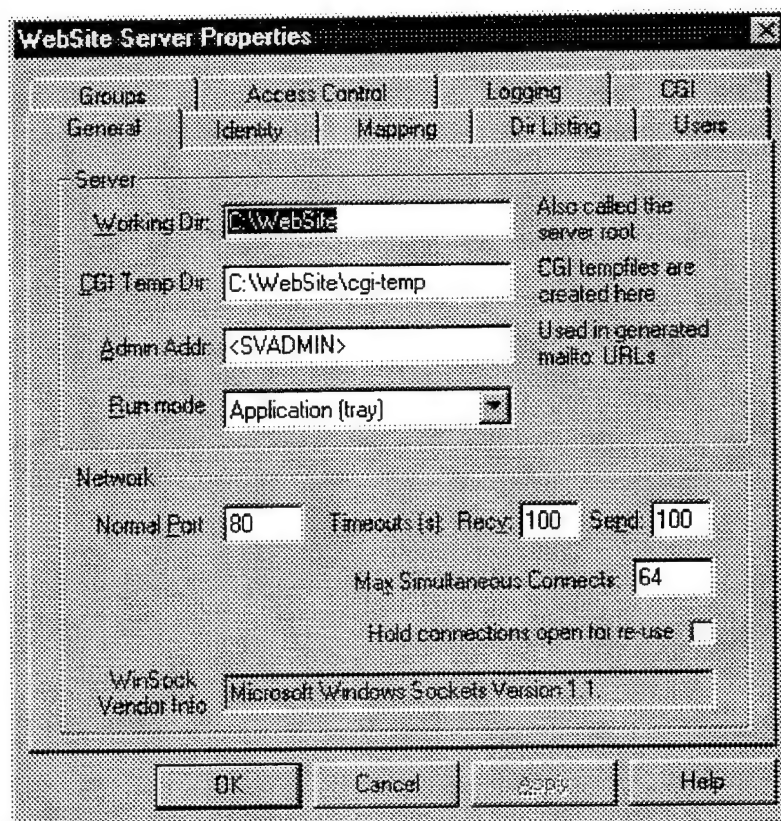 WebSite Server Properties
Groups Access Control Logging CGI
General Identity Mapping Dir Listing Users
Server
Working Dir: C:\WebSite
Also called the
server root
CGI Temp Dir: C:\WebSite\cgi-temp
CGI tempfiles are
created here
Admin Addr: <SVADMIN>
Used in generated
mailto: URLs
Run mode Application (tray)
Network
Normal Port: 80 Timeouts (s): Recv: 100 Send: 100
Max Simultaneous Connects: 64
Hold connections open for re-use
WinSock
Vendor Info Microsoft Windows Sockets Version 1.1.
OK Cancel Apply Help